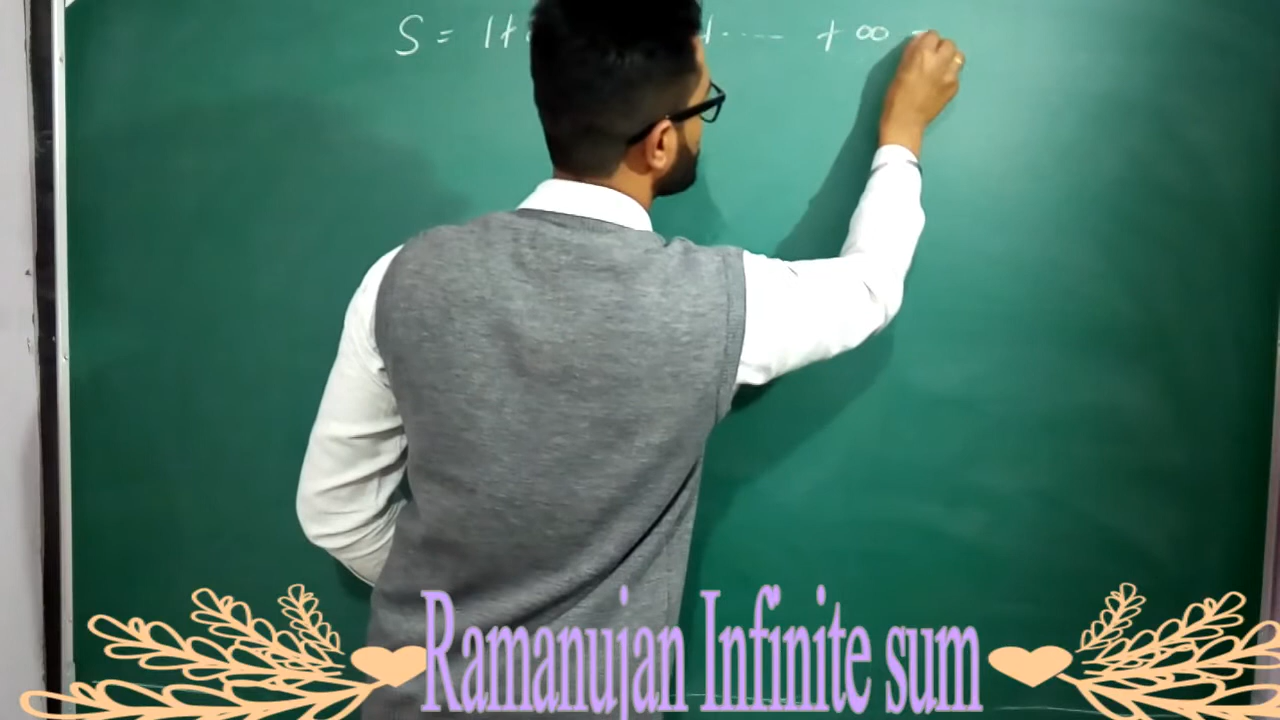 S = 1+ ..... + ∞
Ramanujan Infinite sum